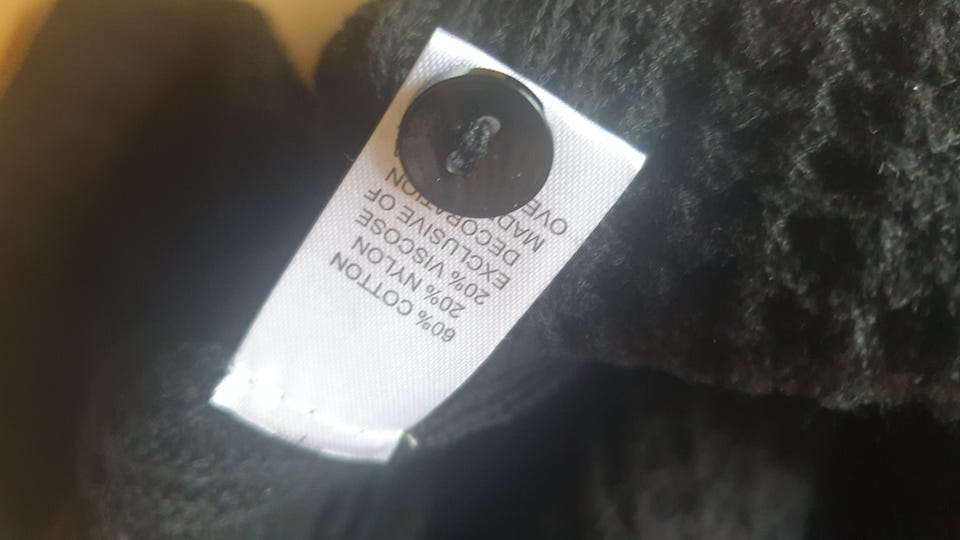 60% COTTON
20% NYLON
20% VISCOSE
EXCLUSIVE OF
DECORATION